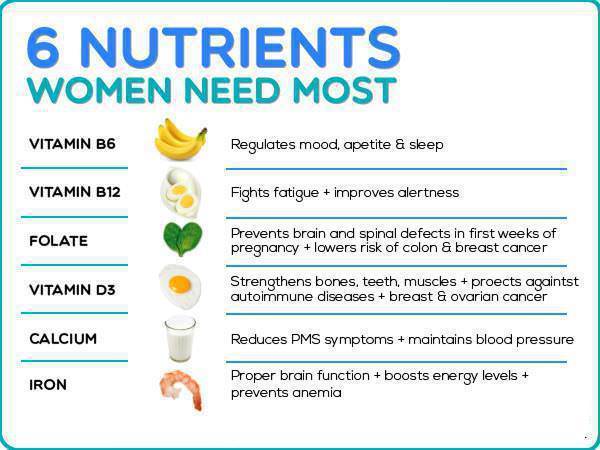 6 NUTRIENTS
WOMEN NEED MOST
VITAMIN B6
Regulates mood, apetite & sleep
VITAMIN B12
Fights fatigue + improves alertness
FOLATE
Prevents brain and spinal defects in first weeks of
pregnancy + lowers risk of colon & breast cancer
VITAMIN D3
Strengthens bones, teeth, muscles + proects againtst
autoimmune diseases + breast & ovarian cancer
CALCIUM
Reduces PMS symptoms + maintains blood pressure
IRON
Proper brain function + boosts energy levels +
prevents anemia